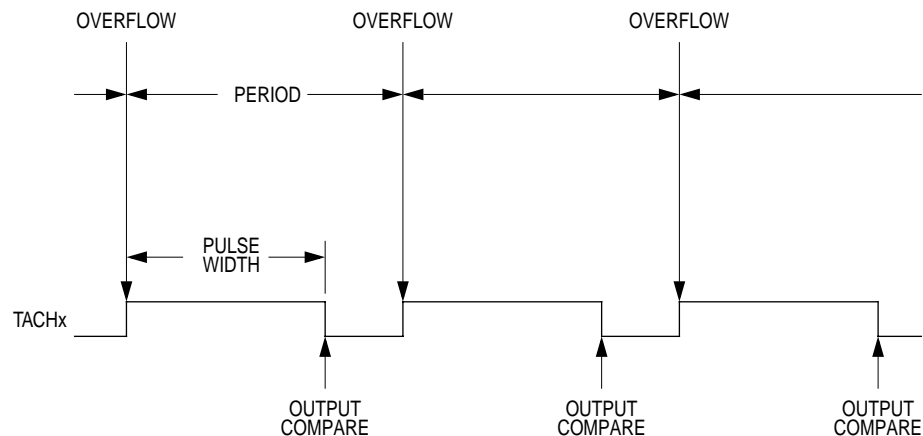 OVERFLOW OVERFLOW OVERFLOW
PERIOD
PULSE
WIDTH
TACHx
OUTPUT
COMPARE
OUTPUT
COMPARE
OUTPUT
COMPARE